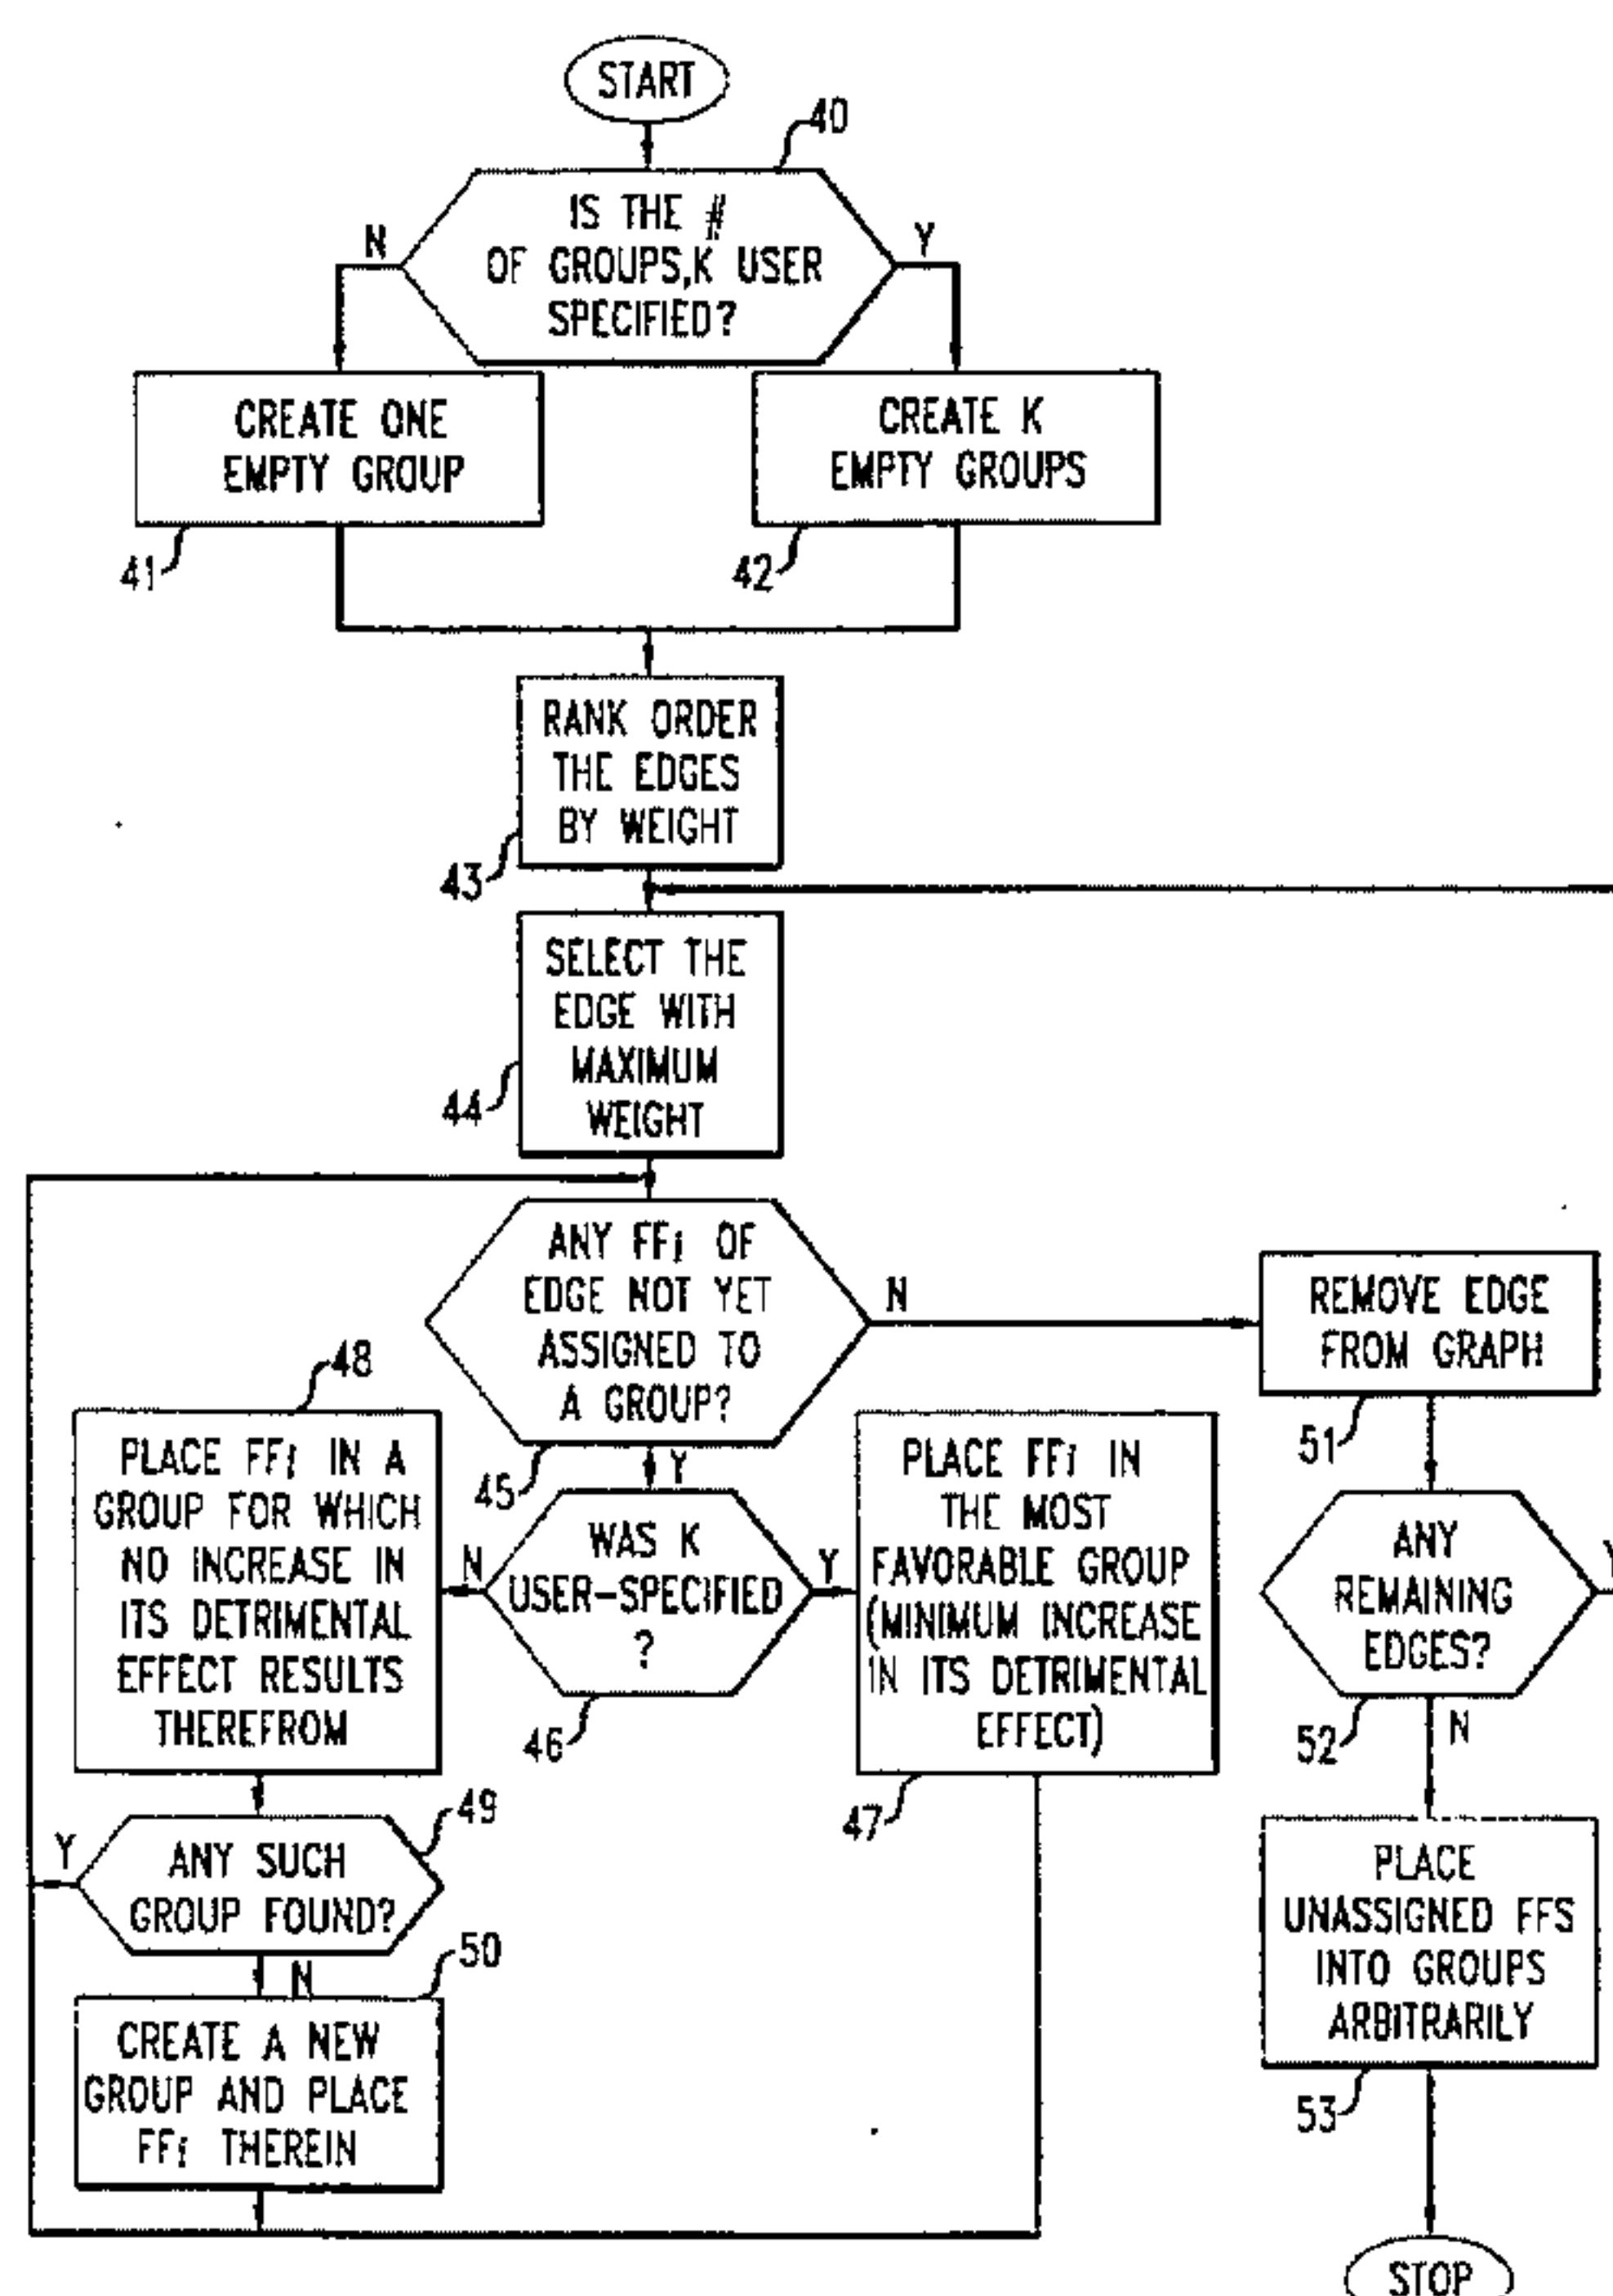 START
40
IS THE #
OF GROUPS,K USER
SPECIFIED?
N
Y
CREATE ONE
EMPTY GROUP
41
CREATE K
EMPTY GROUPS
42
RANK ORDER
THE EDGES
BY WEIGHT
43
SELECT THE
EDGE WITH
MAXIMUM
WEIGHT
44
ANY FFi OF
EDGE NOT YET
ASSIGNED TO
A GROUP?
45
N
Y
REMOVE EDGE
FROM GRAPH
51
48
PLACE FFi IN A
GROUP FOR WHICH
NO INCREASE IN
ITS DETRIMENTAL
EFFECT RESULTS
THEREFROM
N
WAS K
USER-SPECIFIED
?
46
Y
PLACE FFi IN
THE MOST
FAVORABLE GROUP
(MINIMUM INCREASE
IN ITS DETRIMENTAL
EFFECT)
47
ANY
REMAINING
EDGES?
52
Y
N
49
ANY SUCH
GROUP FOUND?
Y
N
50
CREATE A NEW
GROUP AND PLACE
FFi THEREIN
PLACE
UNASSIGNED FFS
INTO GROUPS
ARBITRARILY
53
STOP